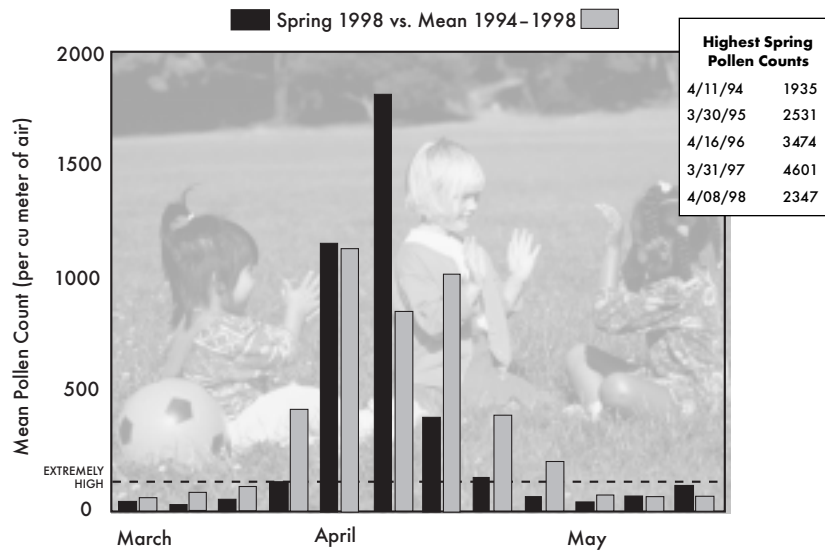 Spring 1998 vs. Mean 1994–1998
Highest Spring
Pollen Counts
4/11/94 1935
3/30/95 2531
4/16/96 3474
3/31/97 4601
4/08/98 2347
Mean Pollen Count (per cu meter of air)
2000
1500
1000
500
EXTREMELY
HIGH
0
March April May